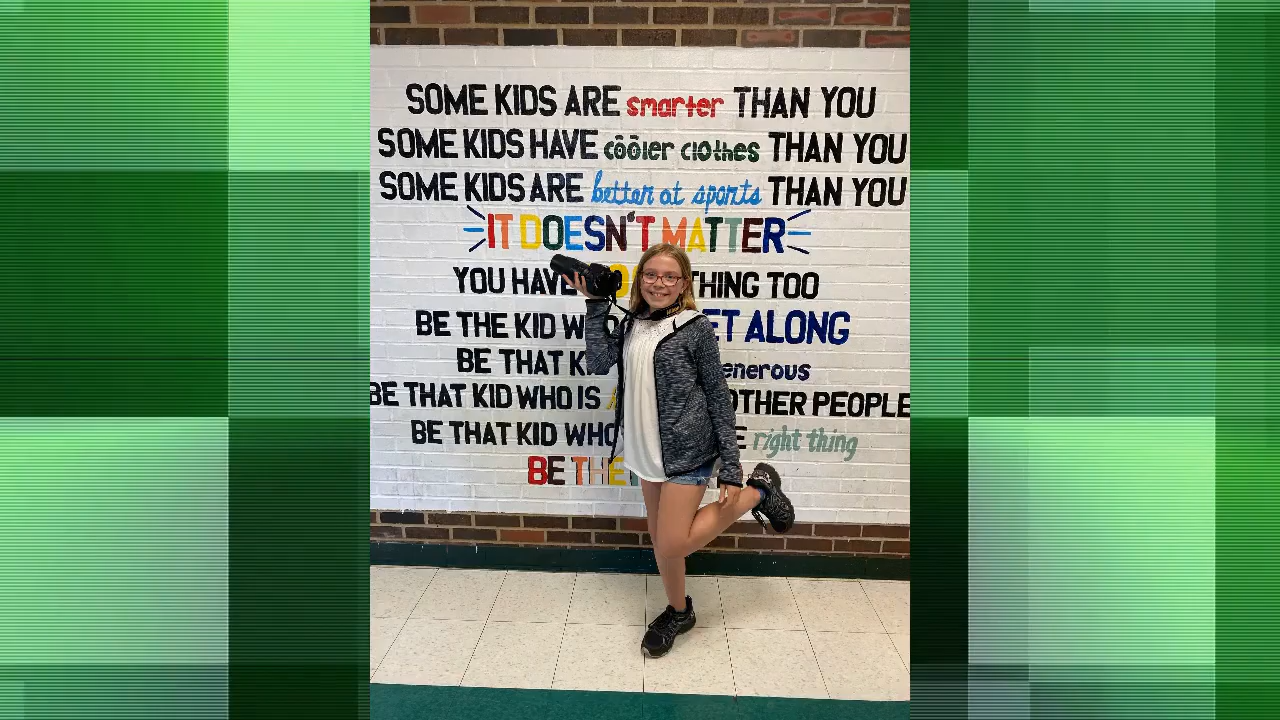 SOME KIDS ARE smarter THAN YOU
SOME KIDS HAVE cooler clothes THAN YOU
SOME KIDS ARE better at sports THAN YOU
IT DOESN'T MATTER
YOU HAVE THING TOO
BE THE KID WHO ET ALONG
BE THAT K enerous
BE THAT KID WHO IS OTHER PEOPLE
BE THAT KID WHO E right thing
BE THE